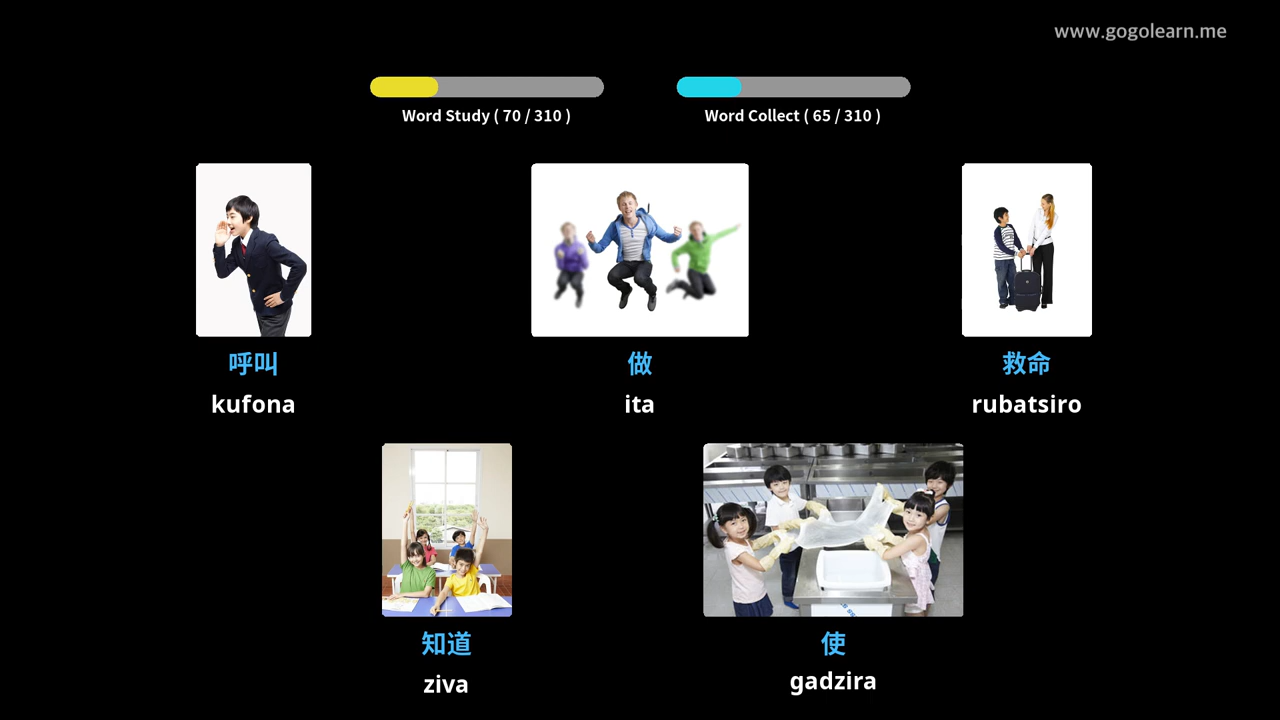 www.gogolearn.me
Word Study ( 70 / 310 )
Word Collect ( 65 / 310 )
呼叫
kufona
做
ita
救命
rubatsiro
知道
ziva
使
gadzira